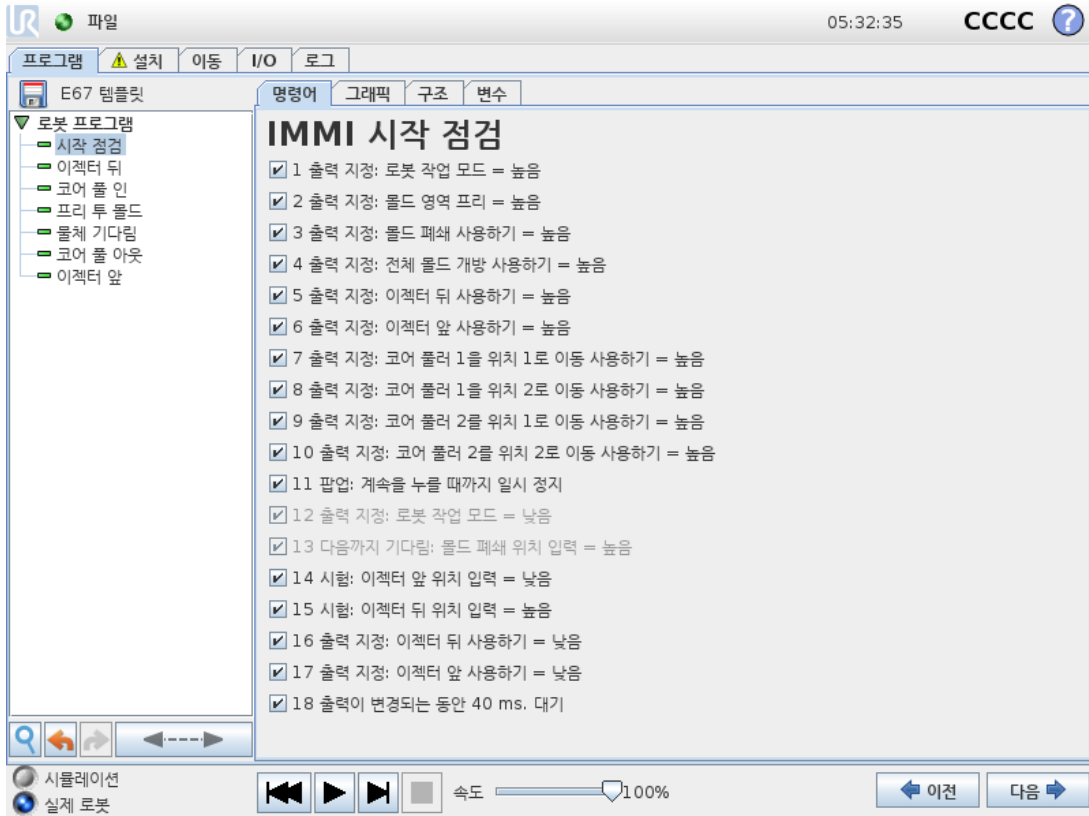 UR 파일 05:32:35 CCCC ?
프로그램 설치 이동 I/O 로그
E67 템플릿
명령어 그래픽 구조 변수
로봇 프로그램
시작 점검
이젝터 뒤
코어 풀 인
프리 투 몰드
물체 기다림
코어 풀 아웃
이젝터 앞
IMMI 시작 점검
1 출력 지정: 로봇 작업 모드 = 높음
2 출력 지정: 몰드 영역 프리 = 높음
3 출력 지정: 몰드 폐쇄 사용하기 = 높음
4 출력 지정: 전체 몰드 개방 사용하기 = 높음
5 출력 지정: 이젝터 뒤 사용하기 = 높음
6 출력 지정: 이젝터 앞 사용하기 = 높음
7 출력 지정: 코어 풀러 1을 위치 1로 이동 사용하기 = 높음
8 출력 지정: 코어 풀러 1을 위치 2로 이동 사용하기 = 높음
9 출력 지정: 코어 풀러 2를 위치 1로 이동 사용하기 = 높음
10 출력 지정: 코어 풀러 2를 위치 2로 이동 사용하기 = 높음
11 팝업: 계속을 누를 때까지 일시 정지
12 출력 지정: 로봇 작업 모드 = 낮음
13 다음까지 기다림: 몰드 폐쇄 위치 입력 = 높음
14 시험: 이젝터 앞 위치 입력 = 낮음
15 시험: 이젝터 뒤 위치 입력 = 높음
16 출력 지정: 이젝터 뒤 사용하기 = 낮음
17 출력 지정: 이젝터 앞 사용하기 = 낮음
18 출력이 변경되는 동안 40 ms. 대기
시뮬레이션
실제 로봇
속도 100%
이전 다음